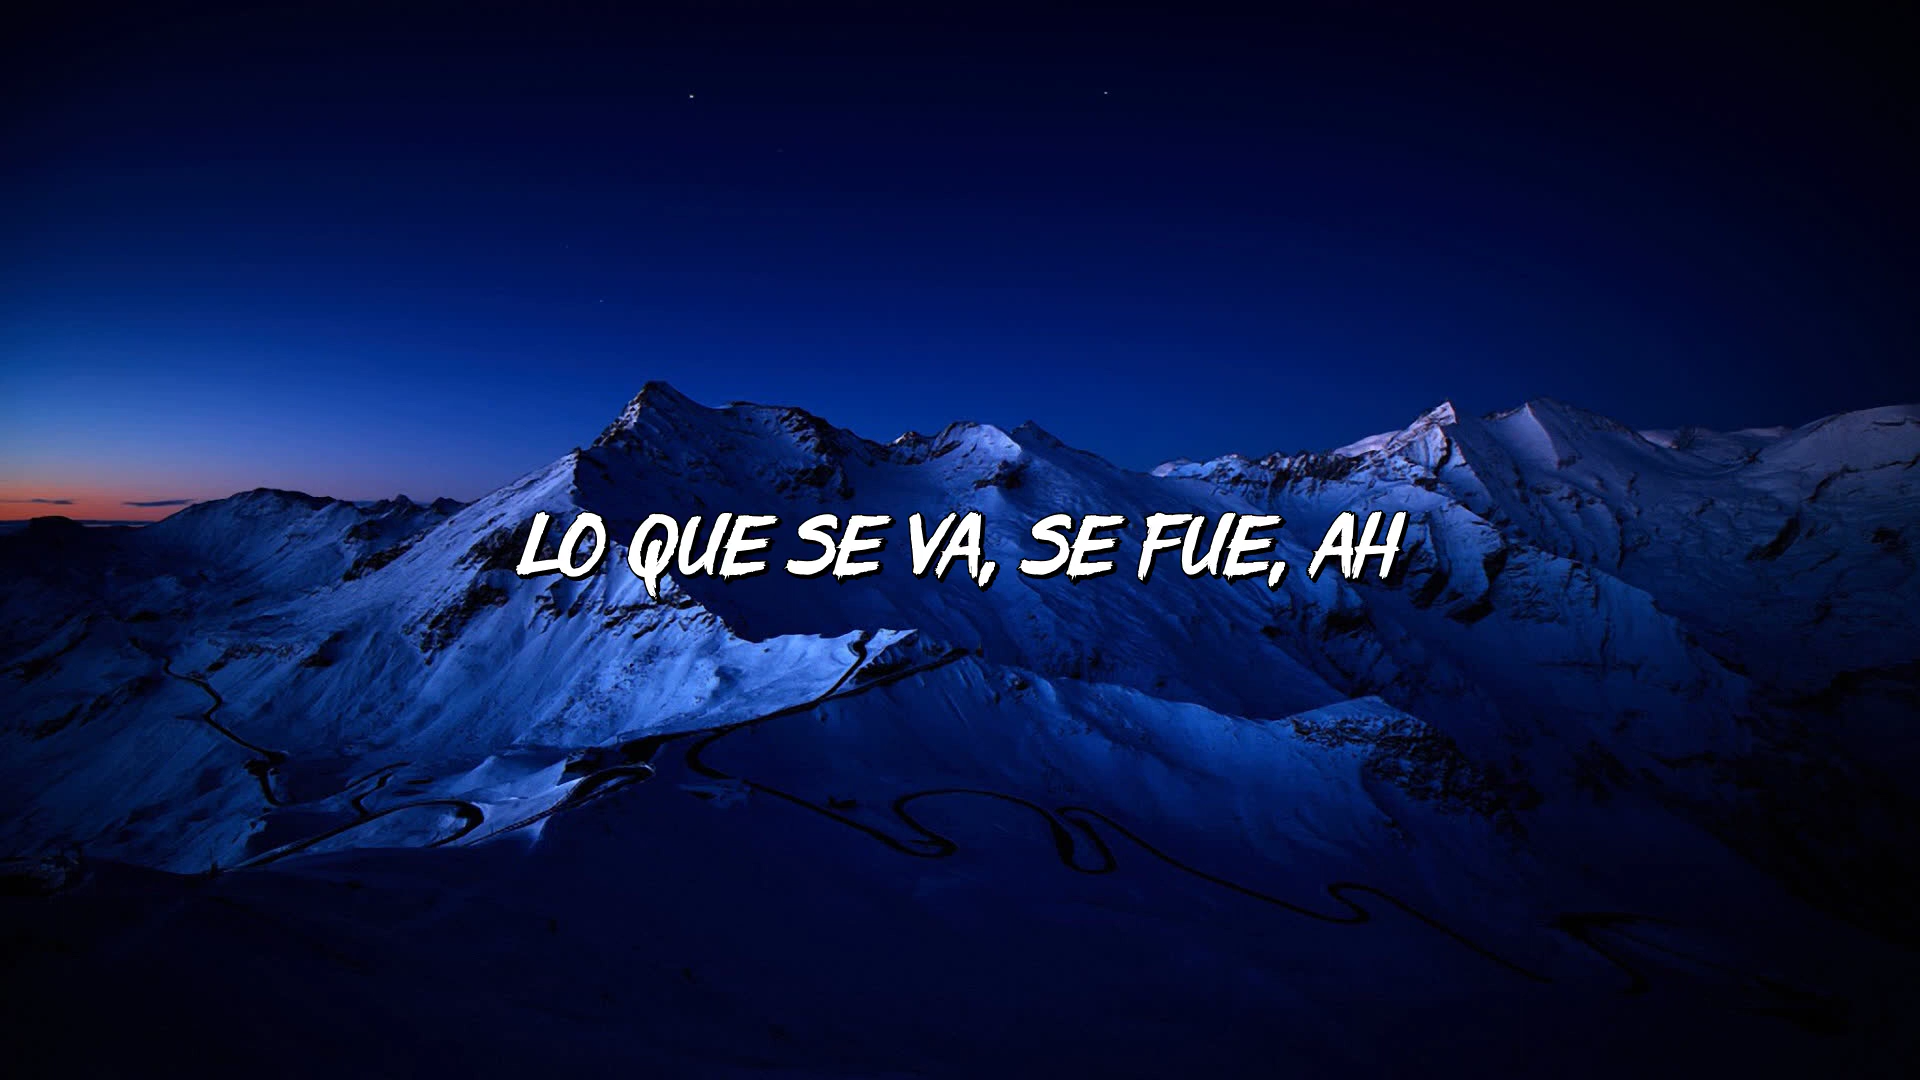 LO QUE SE VA, SE FUE, AH